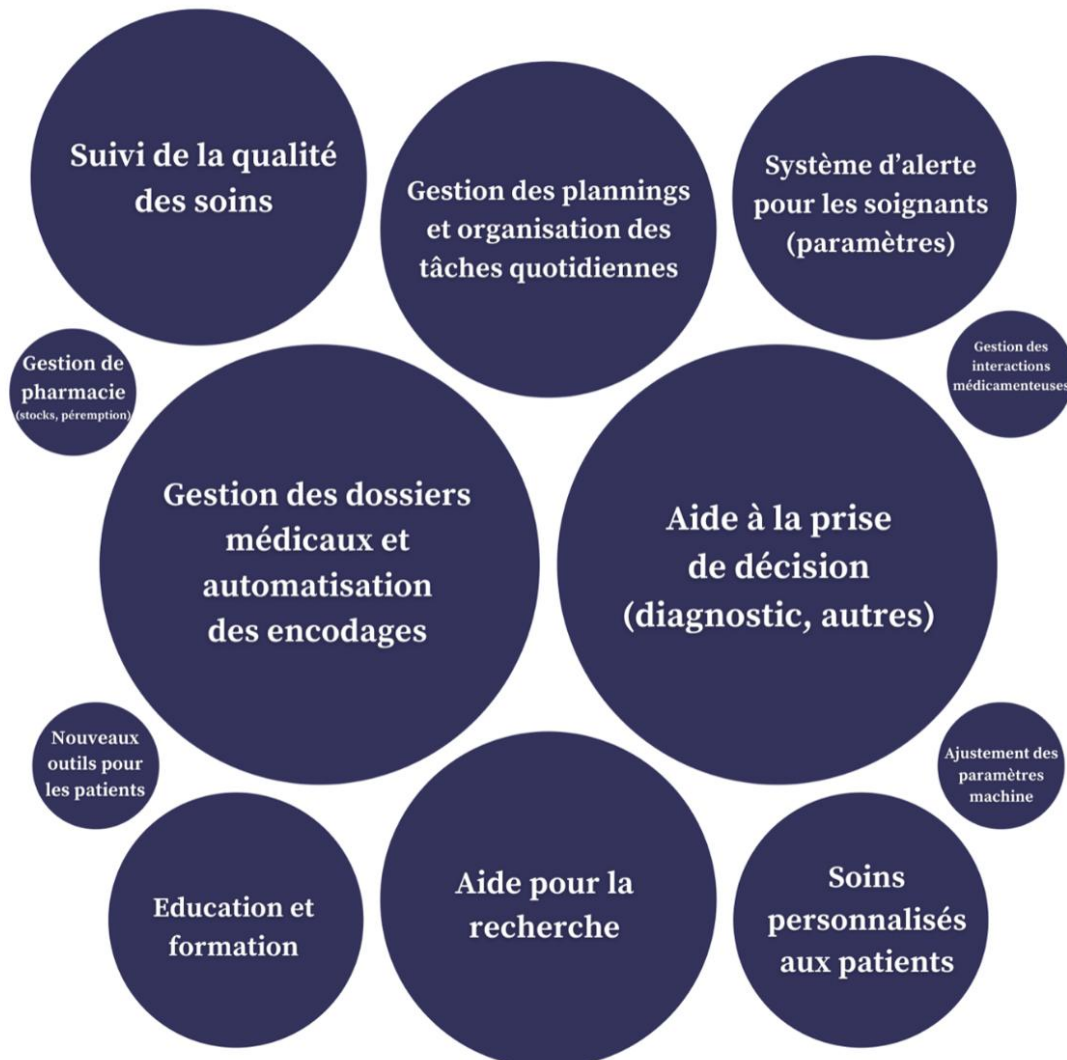 Suivi de la qualité
des soins
Gestion des plannings
et organisation des
tâches quotidiennes
Système d’alerte
pour les soignants
(paramètres)
Gestion de
pharmacie
(stocks, péremption)
Gestion des
interactions
médicamenteuses
Gestion des dossiers
médicaux et
automatisation
des encodages
Aide à la prise
de décision
(diagnostic, autres)
Nouveaux
outils pour
les patients
Ajustement des
paramètres
machine
Education et
formation
Aide pour la
recherche
Soins
personnalisés
aux patients